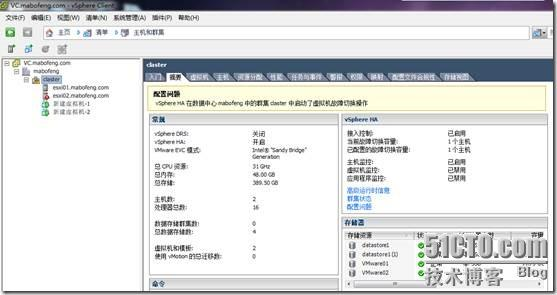 VC.mabofeng.com - vSphere Client
文件(F) 编辑(E) 视图(W) 清单(N) 系统管理(A) 插件(P) 帮助(H)
主页 清单 主机和群集
VC.mabofeng.com
mabofeng
claster
esxi01.mabofeng.com
esxi02.mabofeng.com
新建虚拟机-1
新建虚拟机-2
claster
入门 摘要 虚拟机 主机 资源分配 性能 任务与事件 警报 权限 映射 配置文件合规性 存储视图
配置问题
vSphere HA 在数据中心 mabofeng 中的群集 claster 中启动了虚拟机故障切换操作
常规
vSphere DRS: 关闭
vSphere HA: 开启
VMware EVC 模式: Intel® "Sandy Bridge" Generation
总 CPU 资源: 31 GHz
总内存: 48.00 GB
总存储: 389.50 GB
主机数: 2
处理器总数: 16
数据存储群集数: 0
总数据存储: 4
虚拟机和模板: 2
使用 vMotion 的总迁移数: 0
命令
vSphere HA
接入控制: 已启用
当前故障切换容量: 1 个主机
已配置的故障切换容量: 1 个主机
主机监控: 已启用
虚拟机监控: 已禁用
应用程序监控: 已禁用
高级运行时信息
群集状态
配置问题
存储器
存储资源
datastore1
datastore1 (1)
VMware01
VMware02
51CTO.com
技术博客 Blog